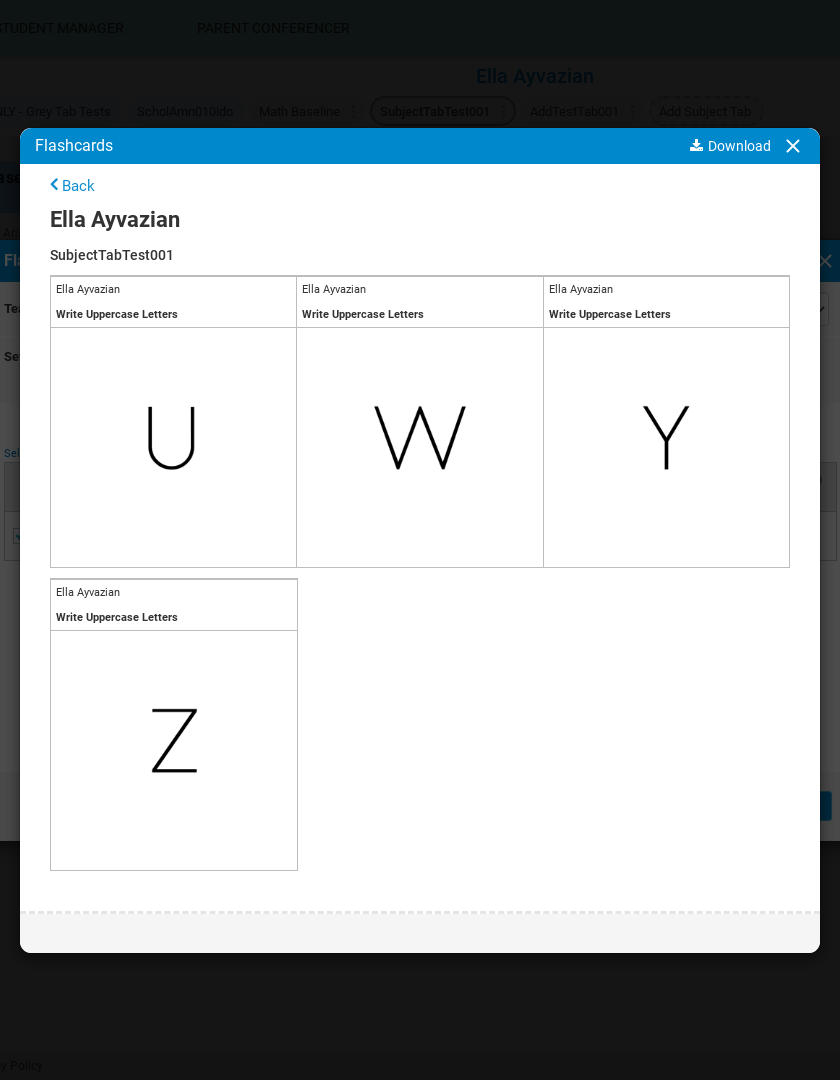 STUDENT MANAGER PARENT CONFERENCER
Ella Ayvazian
NLY - Grey Tab Tests ScholAmn010ido Math Baseline SubjectTabTest001 AddTestTab001 Add Subject Tab
Flashcards Download
Back
Ella Ayvazian
SubjectTabTest001
Ella Ayvazian Ella Ayvazian Ella Ayvazian
Write Uppercase Letters Write Uppercase Letters Write Uppercase Letters
U W Y
Ella Ayvazian
Write Uppercase Letters
Z
y Policy